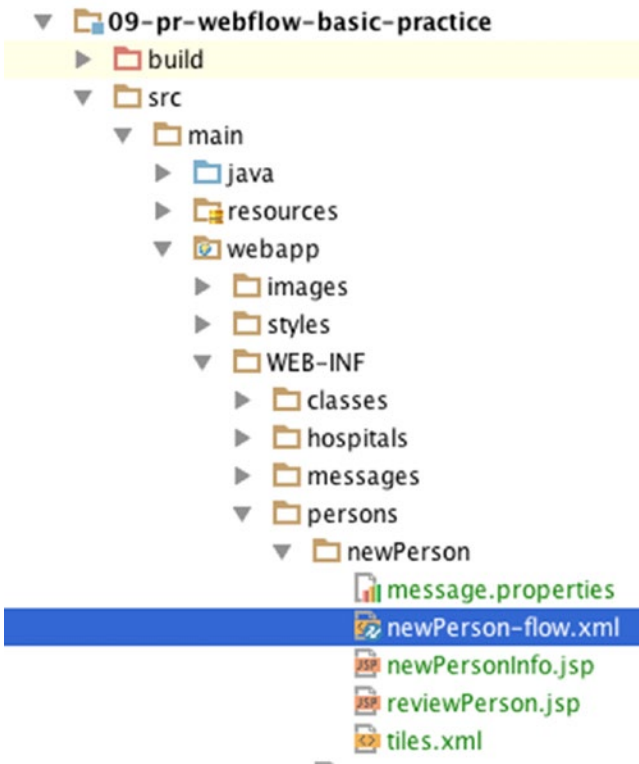 09-pr-webflow-basic-practice
build
src
main
java
resources
webapp
images
styles
WEB-INF
classes
hospitals
messages
persons
newPerson
message.properties
newPerson-flow.xml
newPersonInfo.jsp
reviewPerson.jsp
tiles.xml